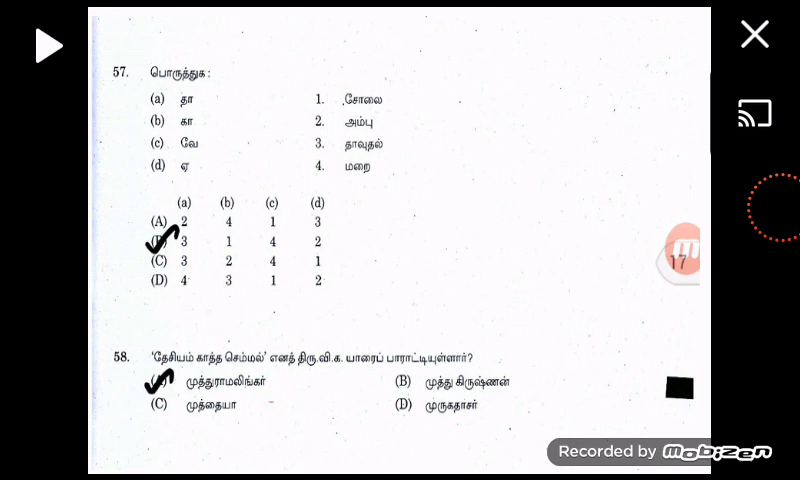 57. பொருத்துக :
(a) தா 1. சோலை
(b) கா 2. அம்பு
(c) வே 3. தாவுதல்
(d) ஏ 4. மறை
(a) (b) (c) (d)
(A) 2 4 1 3
(B) 3 1 4 2
(C) 3 2 4 1
(D) 4 3 1 2
17
58. 'தேசியம் காத்த செம்மல்' எனத் திரு.வி.க. யாரைப் பாராட்டியுள்ளார்?
(A) முத்துராமலிங்கர் (B) முத்து கிருஷ்ணன்
(C) முத்தையா (D) முருகதாசர்
Recorded by mobizen